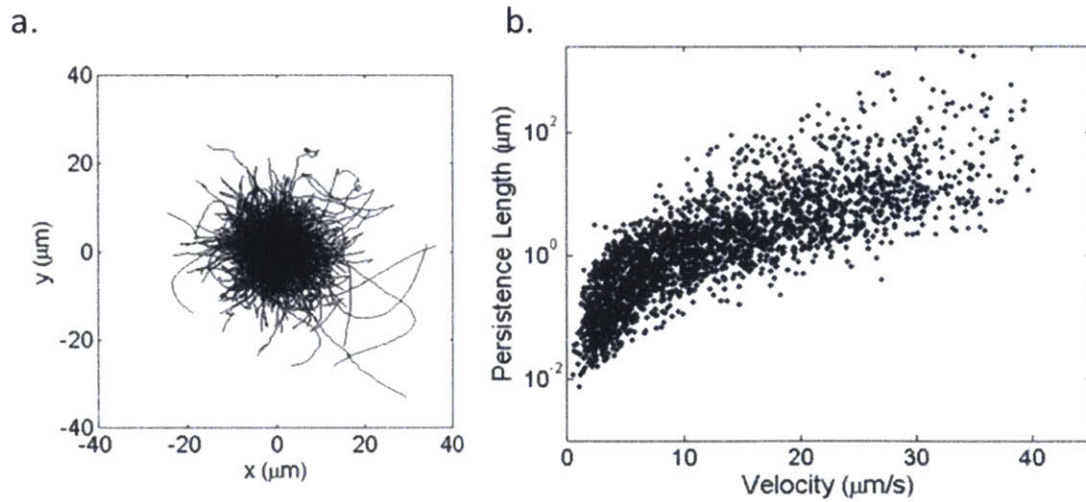 a.
y (μm)
40
20
0
-20
-40
-40 -20 0 20 40
x (μm)
b.
Persistence Length (μm)
10²
10⁰
10⁻²
0 10 20 30 40
Velocity (μm/s)